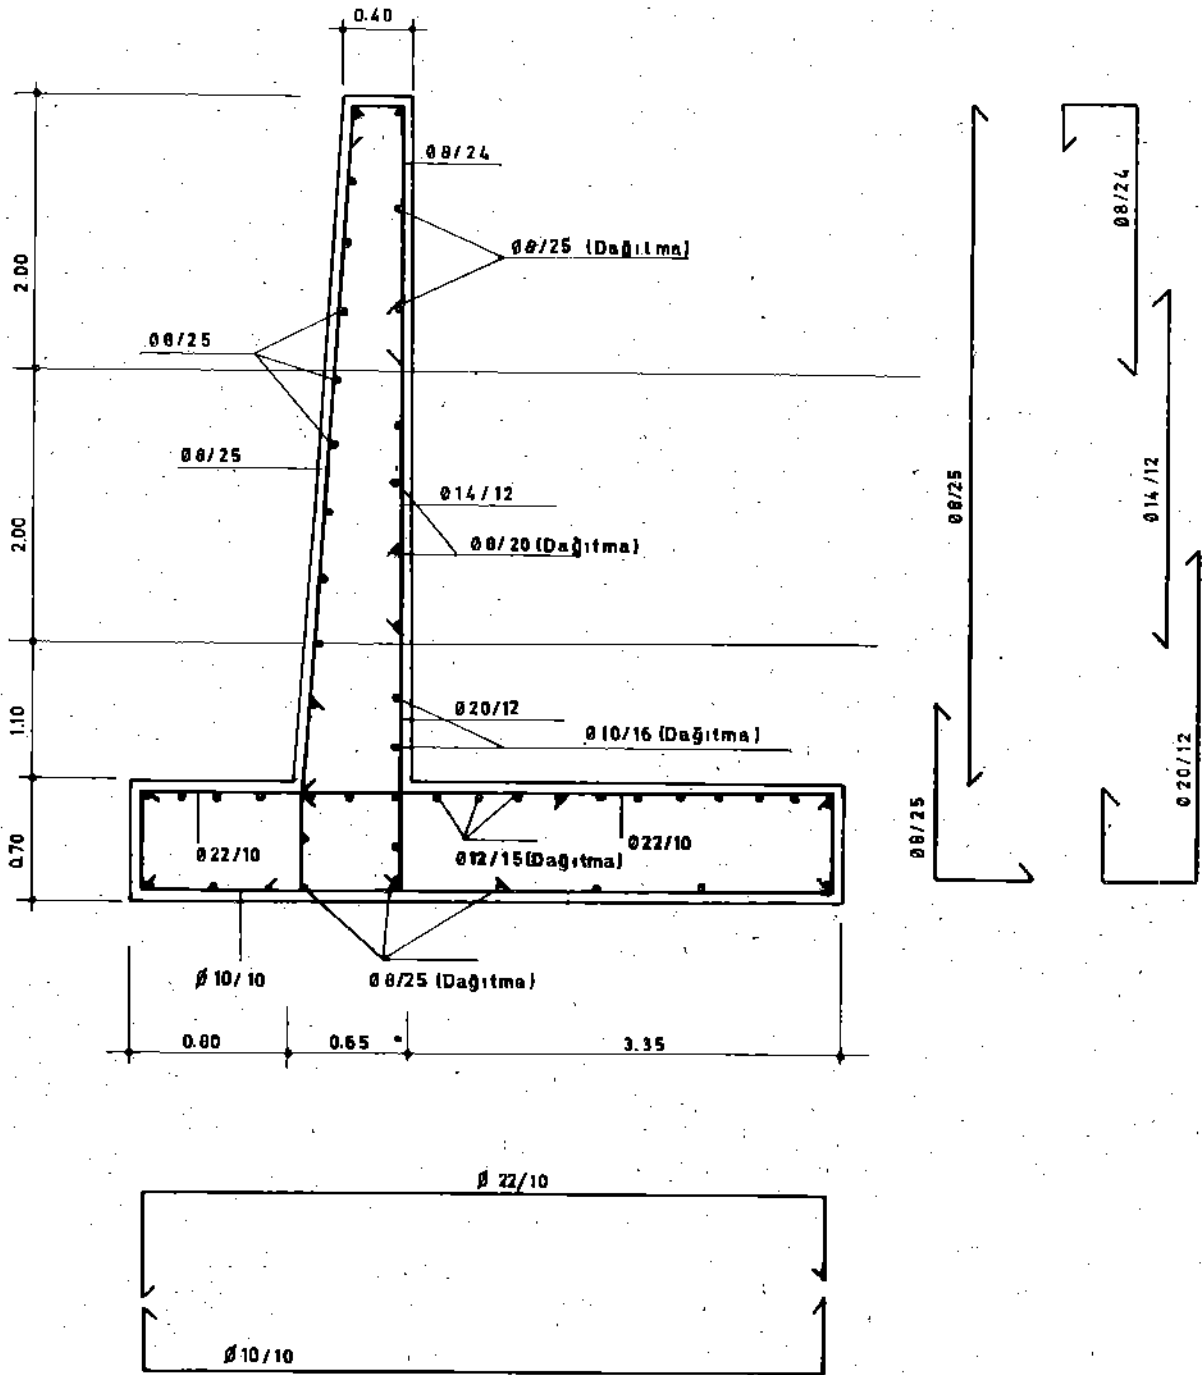 0.40
Ø8/24
Ø8/25 (Dağıtma)
2.00
Ø8/25
Ø8/25
Ø14/12
Ø8/20 (Dağıtma)
2.00
Ø20/12
Ø10/16 (Dağıtma)
1.10
Ø22/10
Ø12/15 (Dağıtma)
Ø22/10
0.70
Ø10/10
Ø8/25 (Dağıtma)
0.80
0.65
3.35
Ø8/24
Ø14/12
Ø8/25
Ø20/12
Ø8/25
Ø22/10
Ø10/10